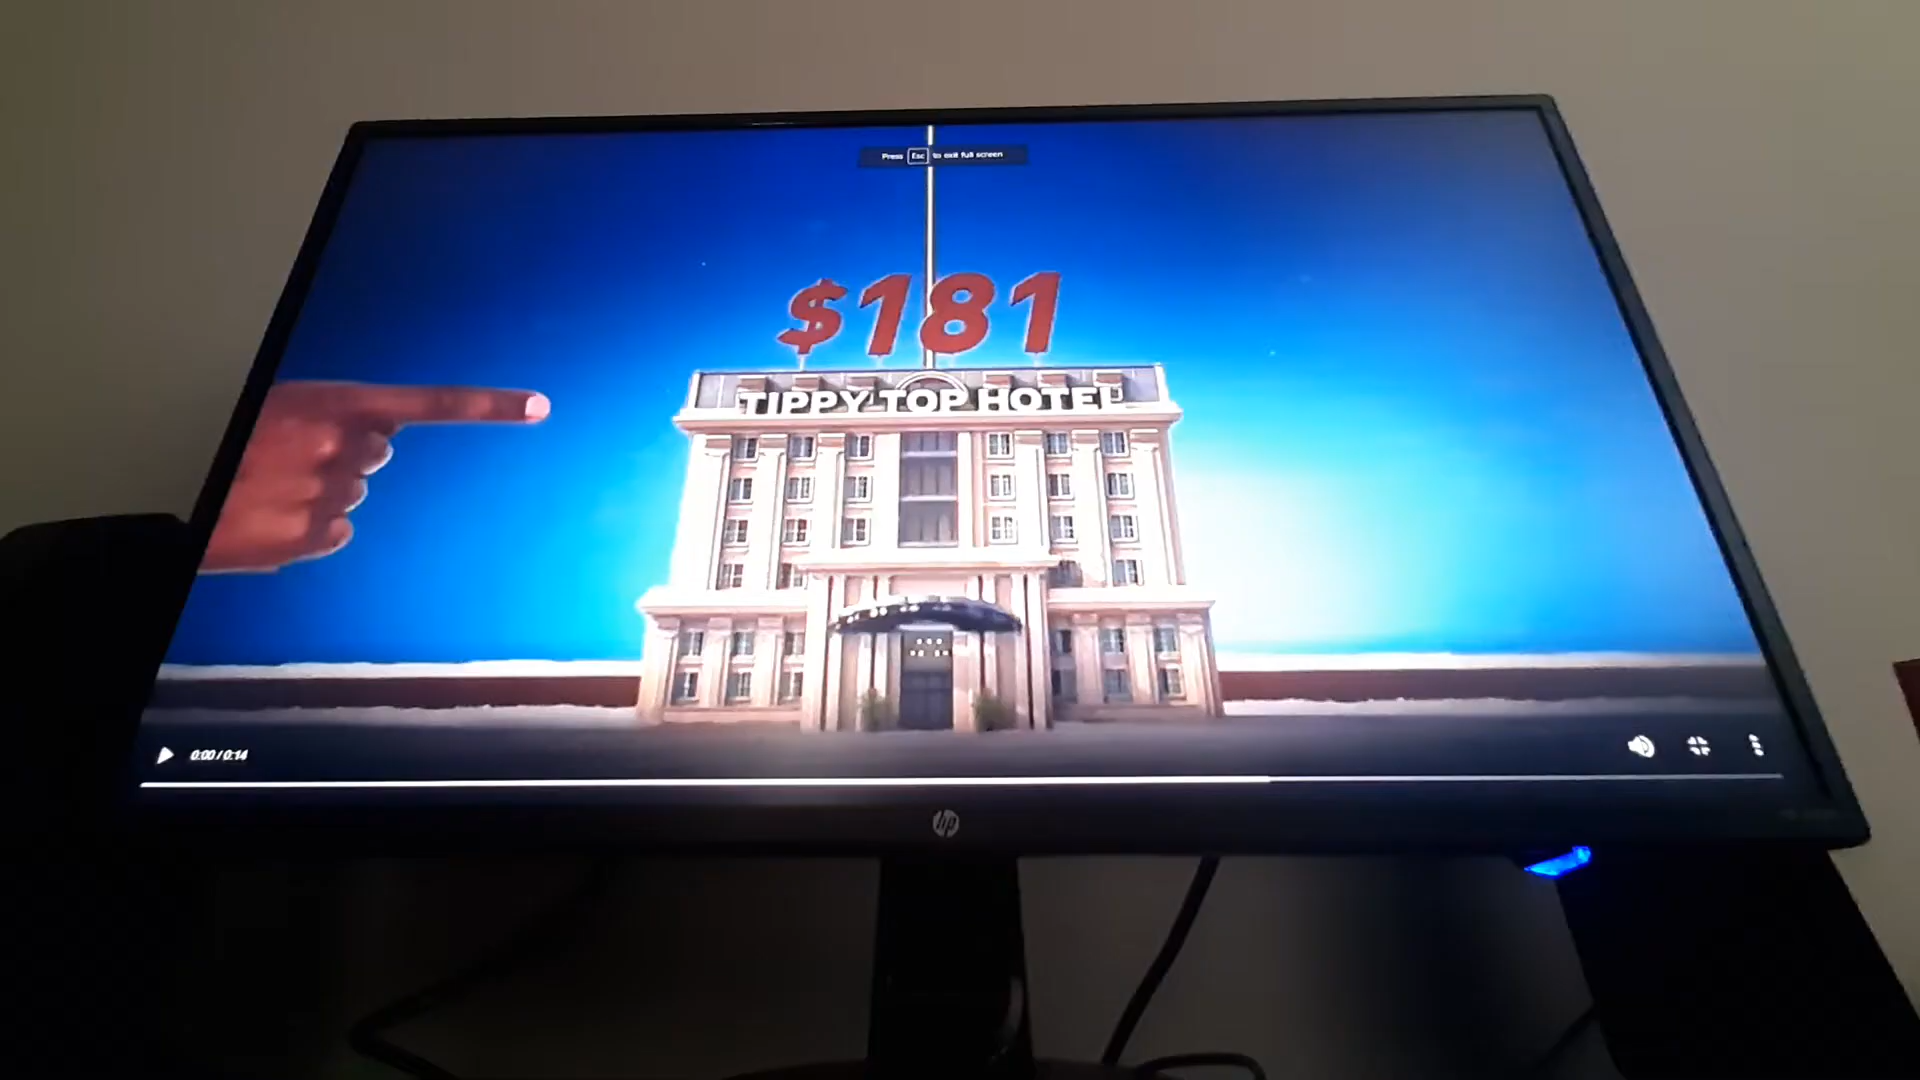 Press Esc to exit full screen
$181
TIPPY TOP HOTEL
0:00 / 0:14
hp